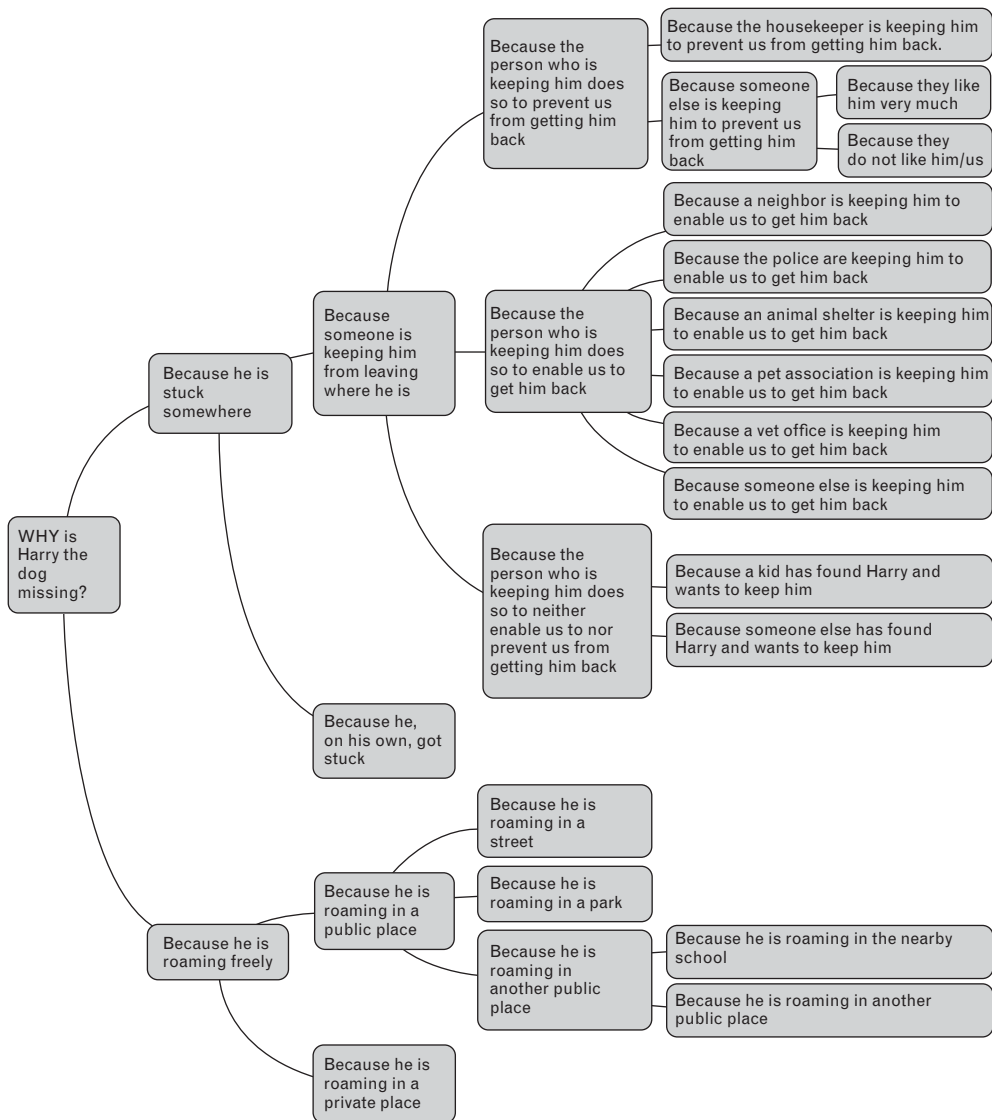 WHY is
Harry the
dog
missing?
Because he is
stuck
somewhere
Because
someone is
keeping him
from leaving
where he is
Because the
person who is
keeping him does
so to prevent us
from getting him
back
Because the housekeeper is keeping him
to prevent us from getting him back.
Because someone
else is keeping
him to prevent us
from getting him
back
Because they like
him very much
Because they
do not like him/us
Because the
person who is
keeping him does
so to enable us to
get him back
Because a neighbor is keeping him to
enable us to get him back
Because the police are keeping him to
enable us to get him back
Because an animal shelter is keeping him
to enable us to get him back
Because a pet association is keeping him
to enable us to get him back
Because a vet office is keeping him
to enable us to get him back
Because someone else is keeping him
to enable us to get him back
Because the
person who is
keeping him does
so to neither
enable us to nor
prevent us from
getting him back
Because a kid has found Harry and
wants to keep him
Because someone else has found
Harry and wants to keep him
Because he,
on his own, got
stuck
Because he is
roaming freely
Because he is
roaming in a
public place
Because he is
roaming in a
street
Because he is
roaming in a park
Because he is
roaming in
another public
place
Because he is roaming in the nearby
school
Because he is roaming in another
public place
Because he is
roaming in a
private place